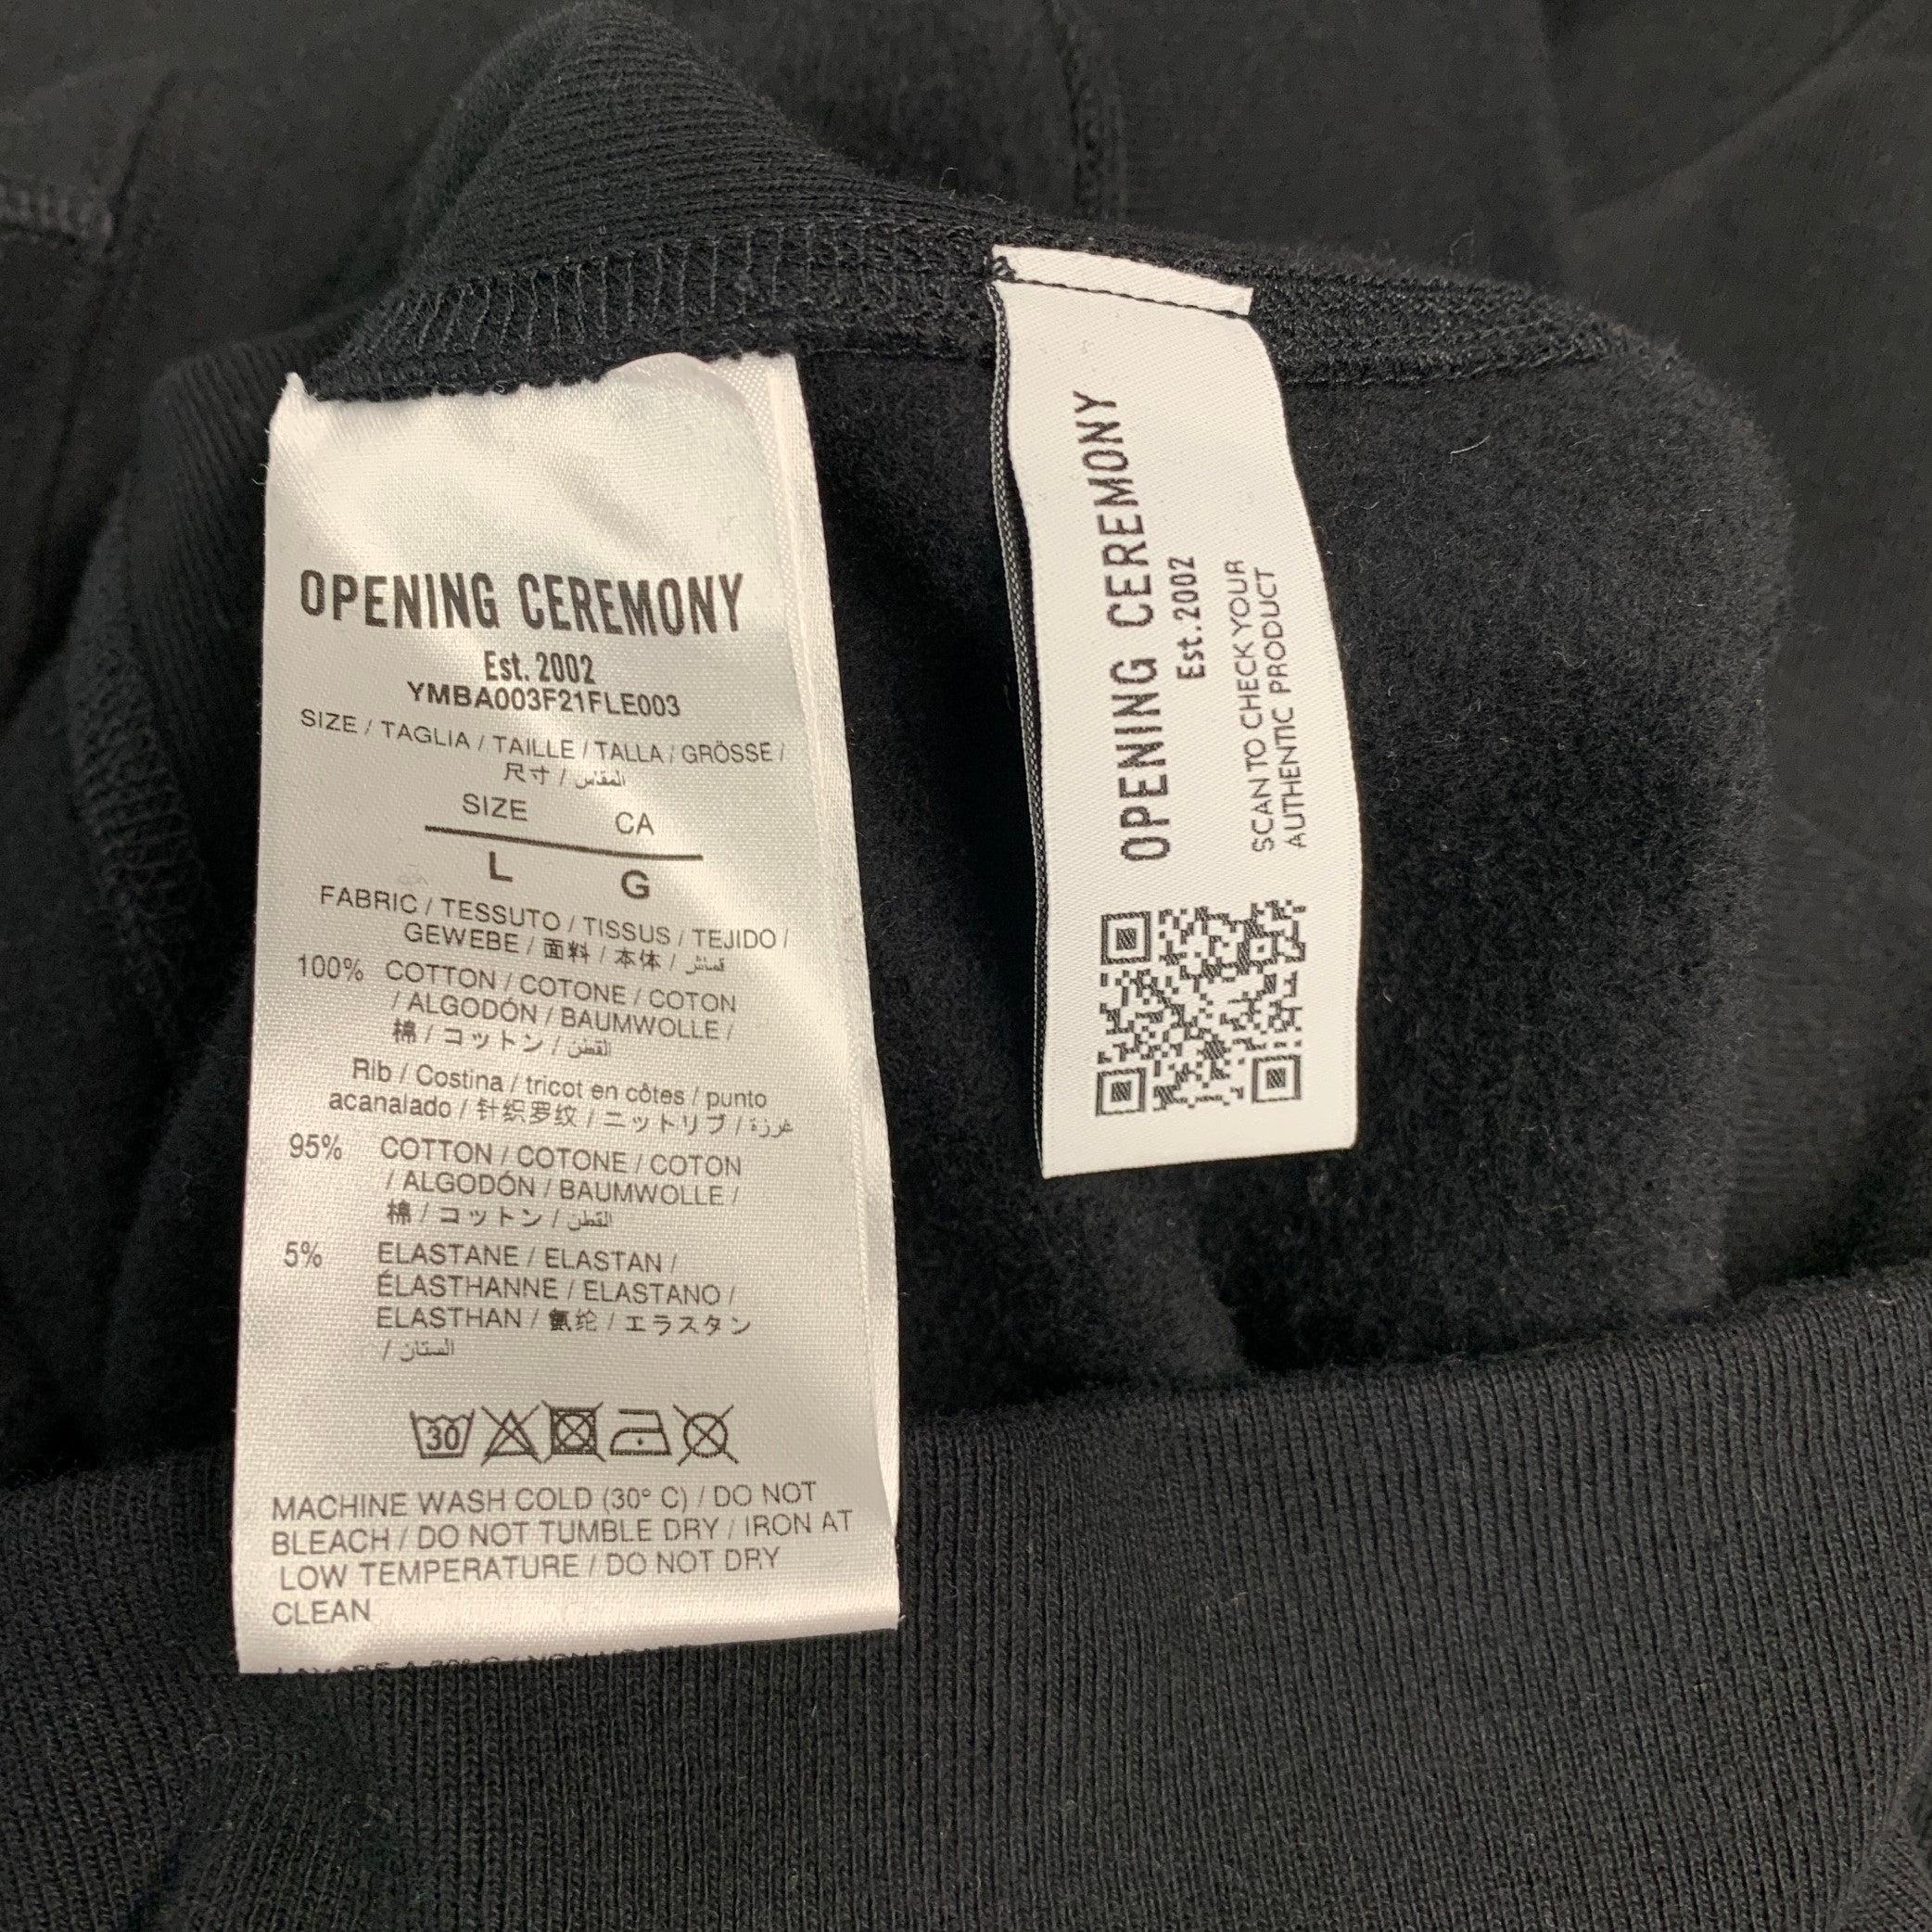 OPENING CEREMONY
Est. 2002
YMBA003F21FLE003
SIZE / TAGLIA / TAILLE / TALLA / GRÖSSE /
尺寸 / المقاس
SIZE CA
L G
FABRIC / TESSUTO / TISSUS / TEJIDO /
GEWEBE / 面料 / 本体 / قماش
100% COTTON / COTONE / COTON
/ ALGODÓN / BAUMWOLLE /
棉 / コットン / القطن
Rib / Costina / tricot en côtes / punto
acanalado / 针织罗纹 / ニットリブ / غرزة
95% COTTON / COTONE / COTON
/ ALGODÓN / BAUMWOLLE /
棉 / コットン / القطن
5% ELASTANE / ELASTAN /
ÉLASTHANNE / ELASTANO /
ELASTHAN / 氨纶 / エラスタン
/ الستان
30
MACHINE WASH COLD (30° C) / DO NOT
BLEACH / DO NOT TUMBLE DRY / IRON AT
LOW TEMPERATURE / DO NOT DRY
CLEAN
OPENING CEREMONY
Est. 2002
SCAN TO CHECK YOUR
AUTHENTIC PRODUCT